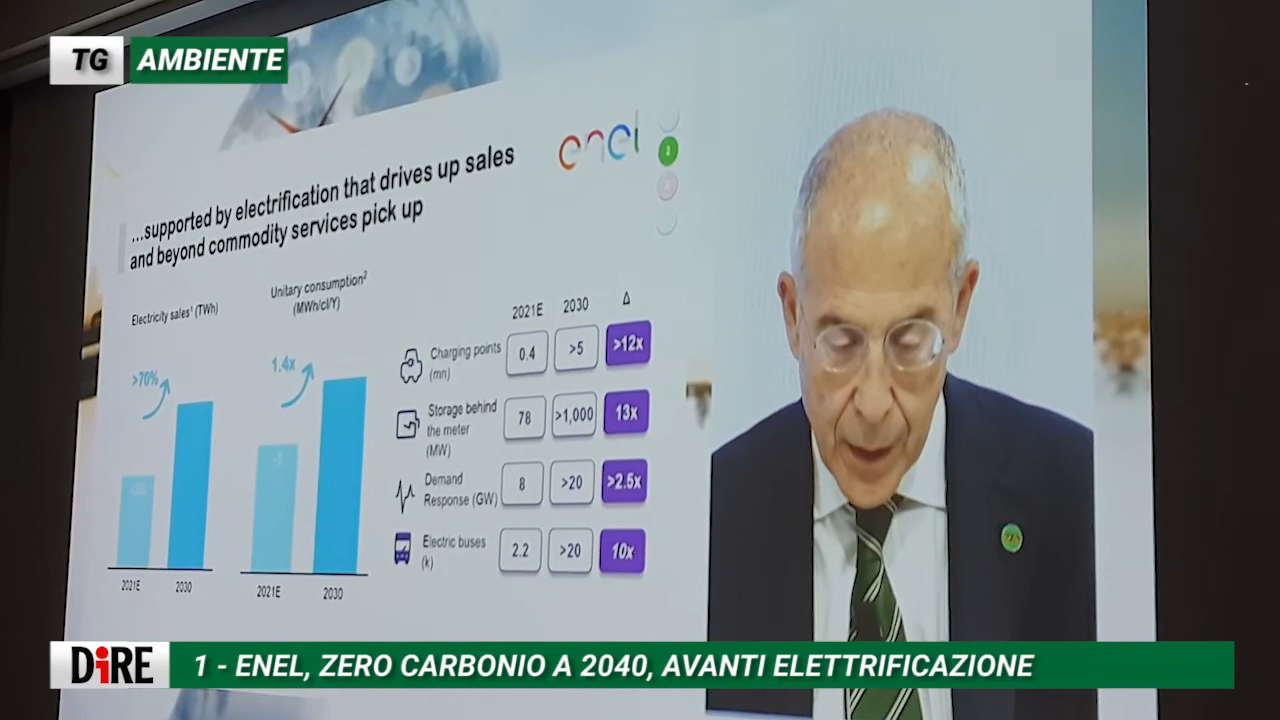 TG AMBIENTE
enel
2
...supported by electrification that drives up sales
and beyond commodity services pick up
Electricity sales¹ (TWh)
Unitary consumption²
(MWh/cl/Y)
>70%
1.4x
2021E
2030
2021E
2030
2021E 2030 Δ
Charging points
(mn)
0.4 >5 >12x
Storage behind
the meter
(MW)
78 >1,000 13x
Demand
Response (GW)
8 >20 >2.5x
Electric buses
(k)
2.2 >20 10x
DiRE
1 - ENEL, ZERO CARBONIO A 2040, AVANTI ELETTRIFICAZIONE